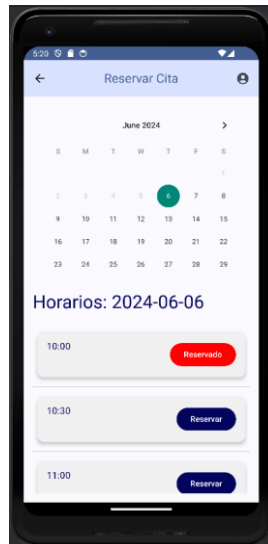 5:20
Reservar Cita
June 2024
S M T W T F S
1
2 3 4 5 6 7 8
9 10 11 12 13 14 15
16 17 18 19 20 21 22
23 24 25 26 27 28 29
Horarios: 2024-06-06
10:00 Reservado
10:30 Reservar
11:00 Reservar